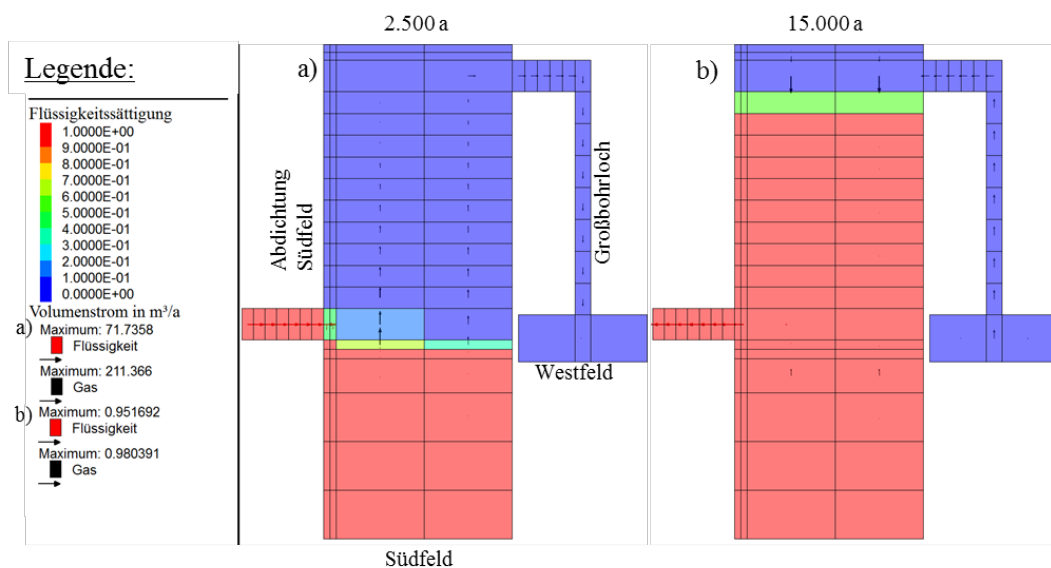 2.500 a
15.000 a
Legende:
Flüssigkeitssättigung
1.0000E+00
9.0000E-01
8.0000E-01
7.0000E-01
6.0000E-01
5.0000E-01
4.0000E-01
3.0000E-01
2.0000E-01
1.0000E-01
0.0000E+00
Volumenstrom in m³/a
a) Maximum: 71.7358
Flüssigkeit
Maximum: 211.366
Gas
b) Maximum: 0.951692
Flüssigkeit
Maximum: 0.980391
Gas
a)
Abdichtung
Südfeld
Großbohrloch
Westfeld
Südfeld
b)